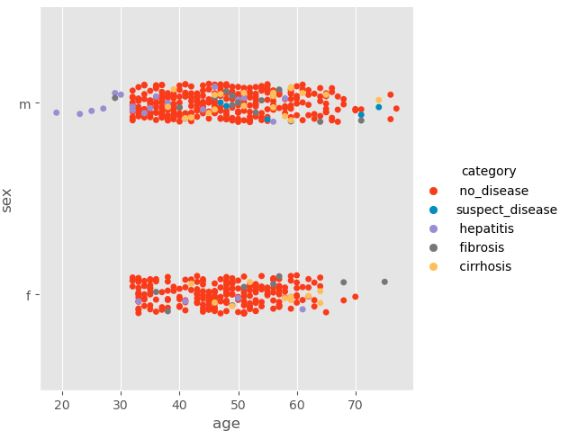 sex
m
f
20 30 40 50 60 70
age
category
no_disease
suspect_disease
hepatitis
fibrosis
cirrhosis